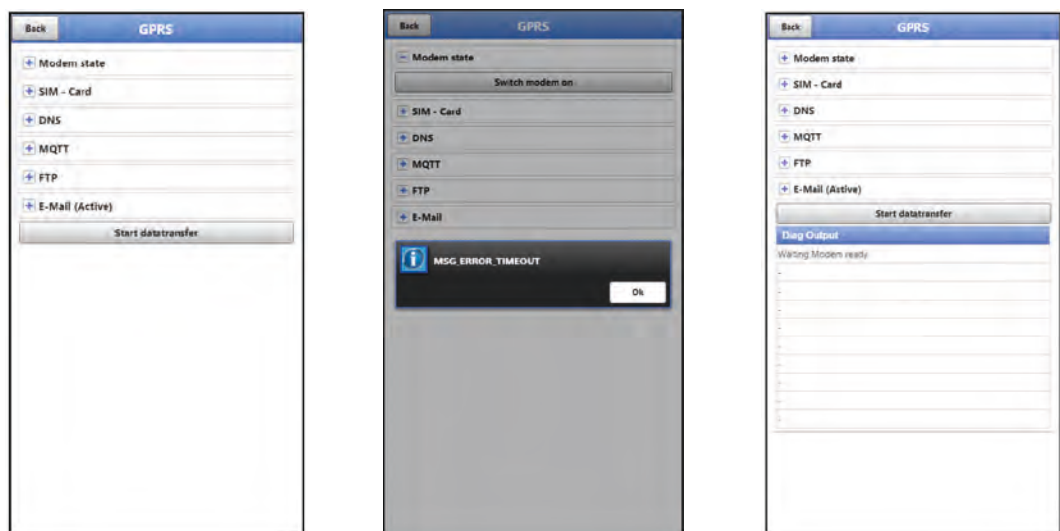 Back
GPRS
Modem state
SIM - Card
DNS
MQTT
FTP
E-Mail (Active)
Start datatransfer
Back
GPRS
Modem state
Switch modem on
SIM - Card
DNS
MQTT
FTP
E-Mail
MSG_ERROR_TIMEOUT
Ok
Back
GPRS
Modem state
SIM - Card
DNS
MQTT
FTP
E-Mail (Active)
Start datatransfer
Diag Output
Waiting Modem ready
-
-
-
-
-
-
-
-
-